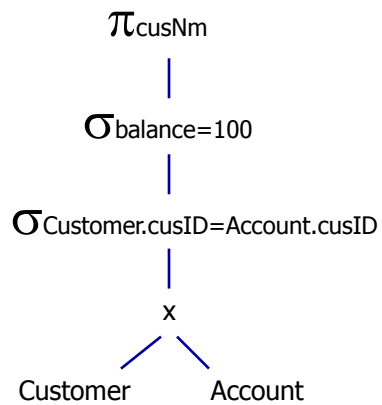 πcusNm
σbalance=100
σCustomer.cusID=Account.cusID
x
Customer Account